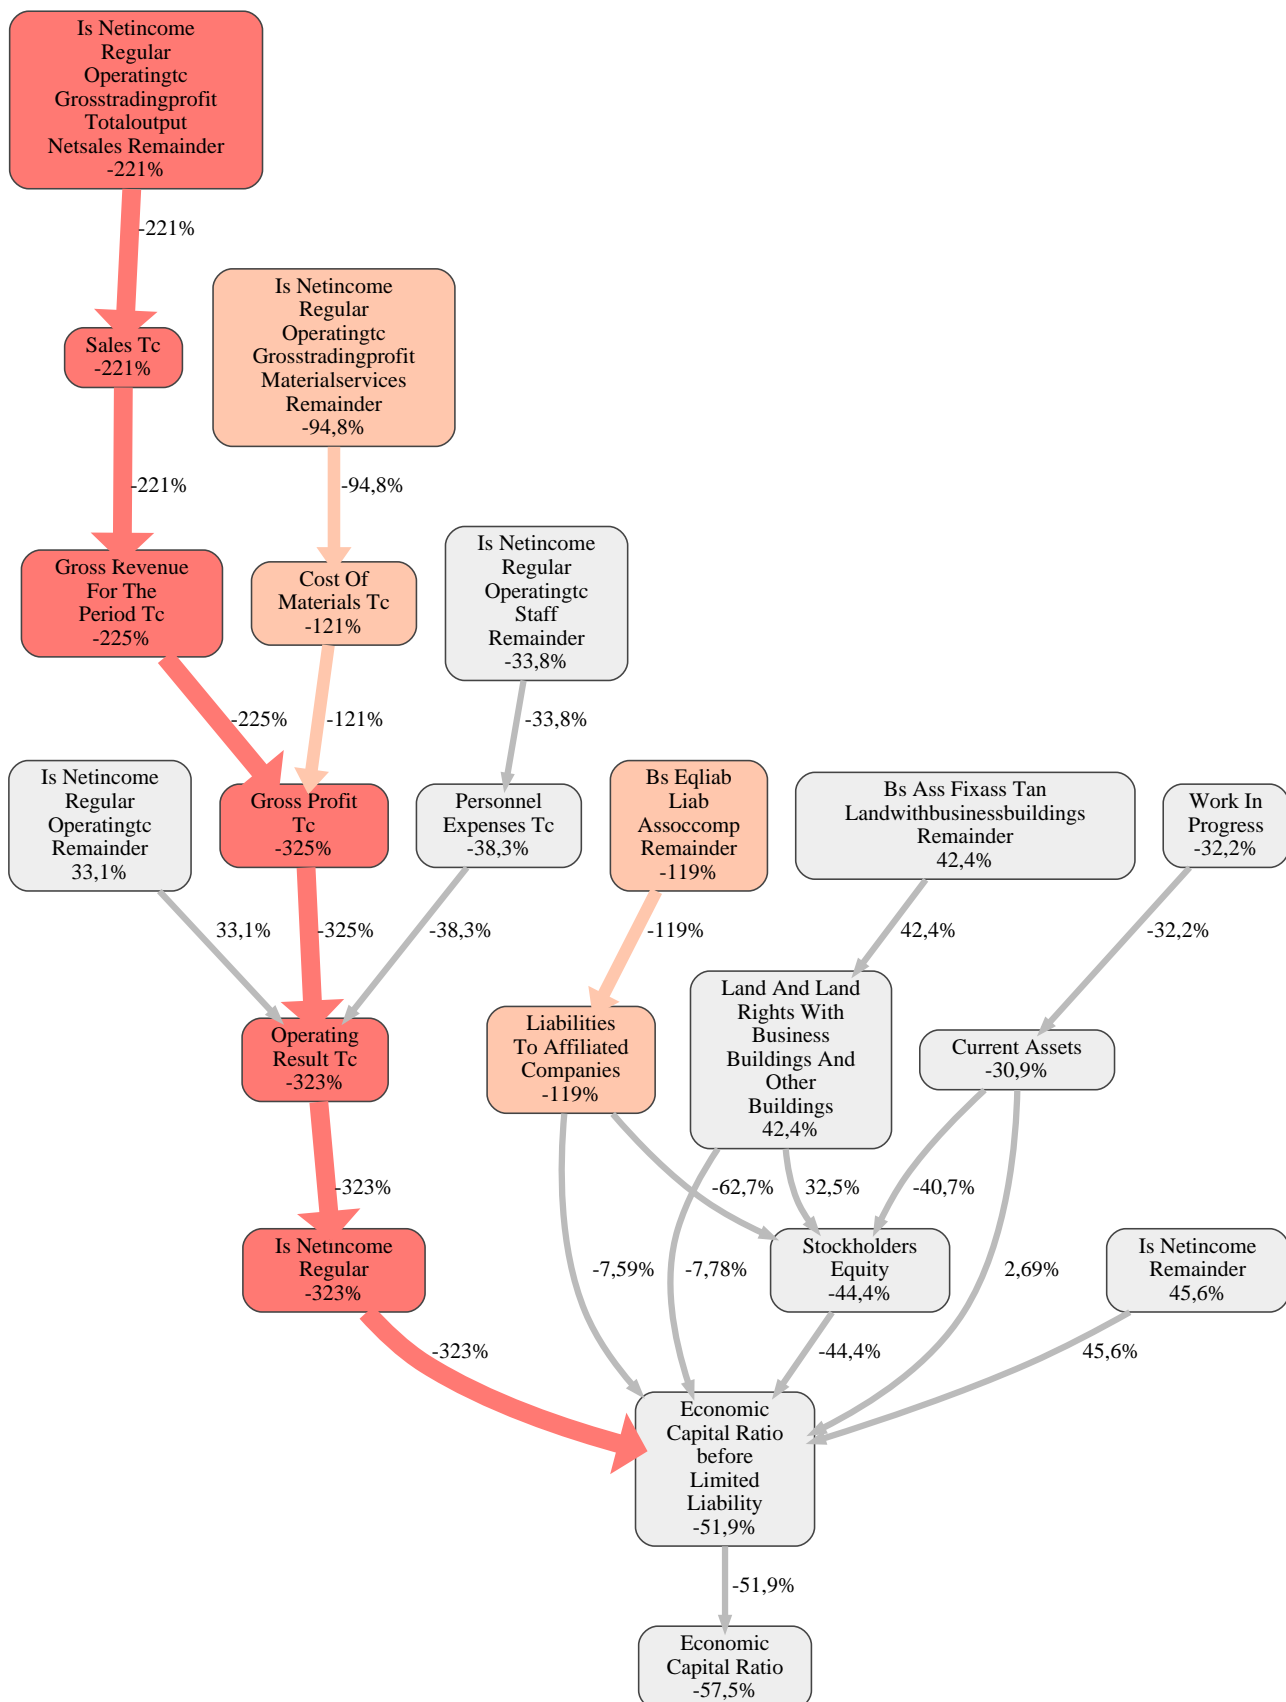 Is Netincome
Regular
Operatingtc
Grosstradingprofit
Totaloutput
Netsales Remainder
-221%
-221%
Is Netincome
Regular
Operatingtc
Grosstradingprofit
Materialservices
Remainder
-94,8%
Sales Tc
-221%
-221%
-94,8%
Gross Revenue
For The
Period Tc
-225%
Cost Of
Materials Tc
-121%
Is Netincome
Regular
Operatingtc
Staff
Remainder
-33,8%
-225%
-121%
-33,8%
Is Netincome
Regular
Operatingtc
Remainder
33,1%
Gross Profit
Tc
-325%
Personnel
Expenses Tc
-38,3%
Bs Eqliab
Liab
Assoccomp
Remainder
-119%
Bs Ass Fixass Tan
Landwithbusinessbuildings
Remainder
42,4%
Work In
Progress
-32,2%
33,1%
-325%
-38,3%
-119%
42,4%
-32,2%
Operating
Result Tc
-323%
Liabilities
To Affiliated
Companies
-119%
Land And Land
Rights With
Business
Buildings And
Other
Buildings
42,4%
Current Assets
-30,9%
-323%
-62,7%
32,5%
-40,7%
Is Netincome
Regular
-323%
-7,59%
-7,78%
Stockholders
Equity
-44,4%
2,69%
Is Netincome
Remainder
45,6%
-323%
-44,4%
45,6%
Economic
Capital Ratio
before
Limited
Liability
-51,9%
-51,9%
Economic
Capital Ratio
-57,5%